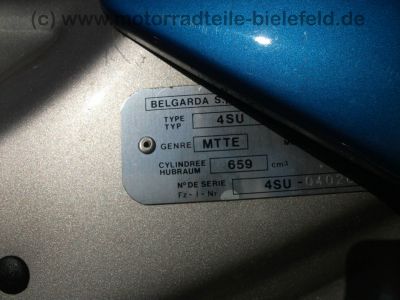 © www.motorradteile-bielefeld.de
BELGARDA S.
TYPE
TYP 4SU
GENRE MTTE
CYLINDREE
HUBRAUM 659 cm³
N° DE SERIE 4SU-0402
Fz-I-Nr